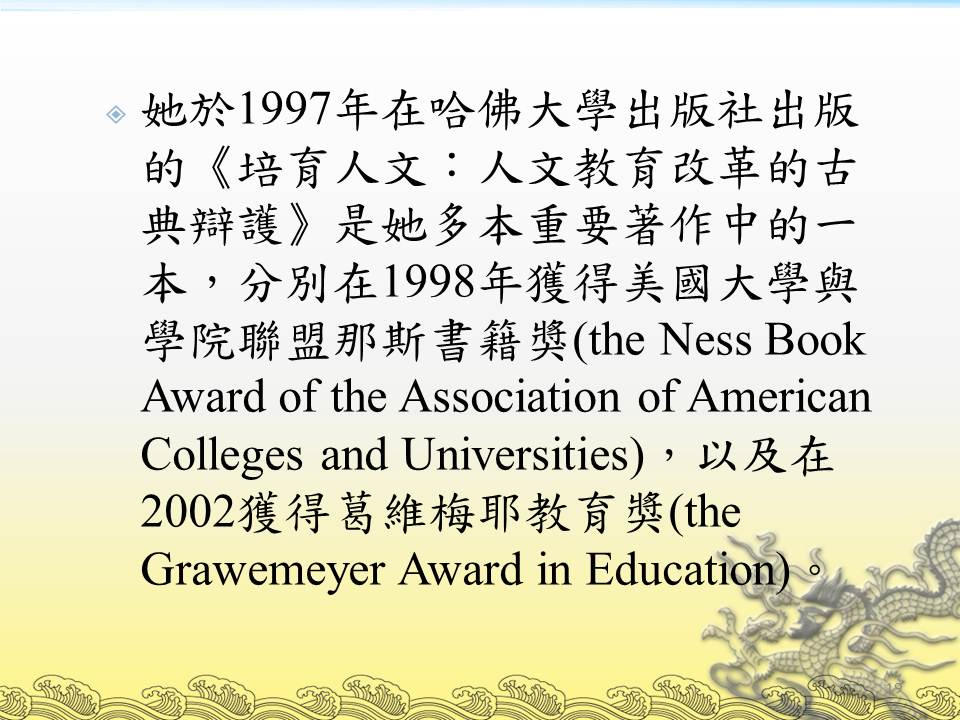 她於1997年在哈佛大學出版社出版
的《培育人文：人文教育改革的古
典辯護》是她多本重要著作中的一
本，分別在1998年獲得美國大學與
學院聯盟那斯書籍獎(the Ness Book
Award of the Association of American
Colleges and Universities)，以及在
2002獲得葛維梅耶教育獎(the
Grawemeyer Award in Education)。